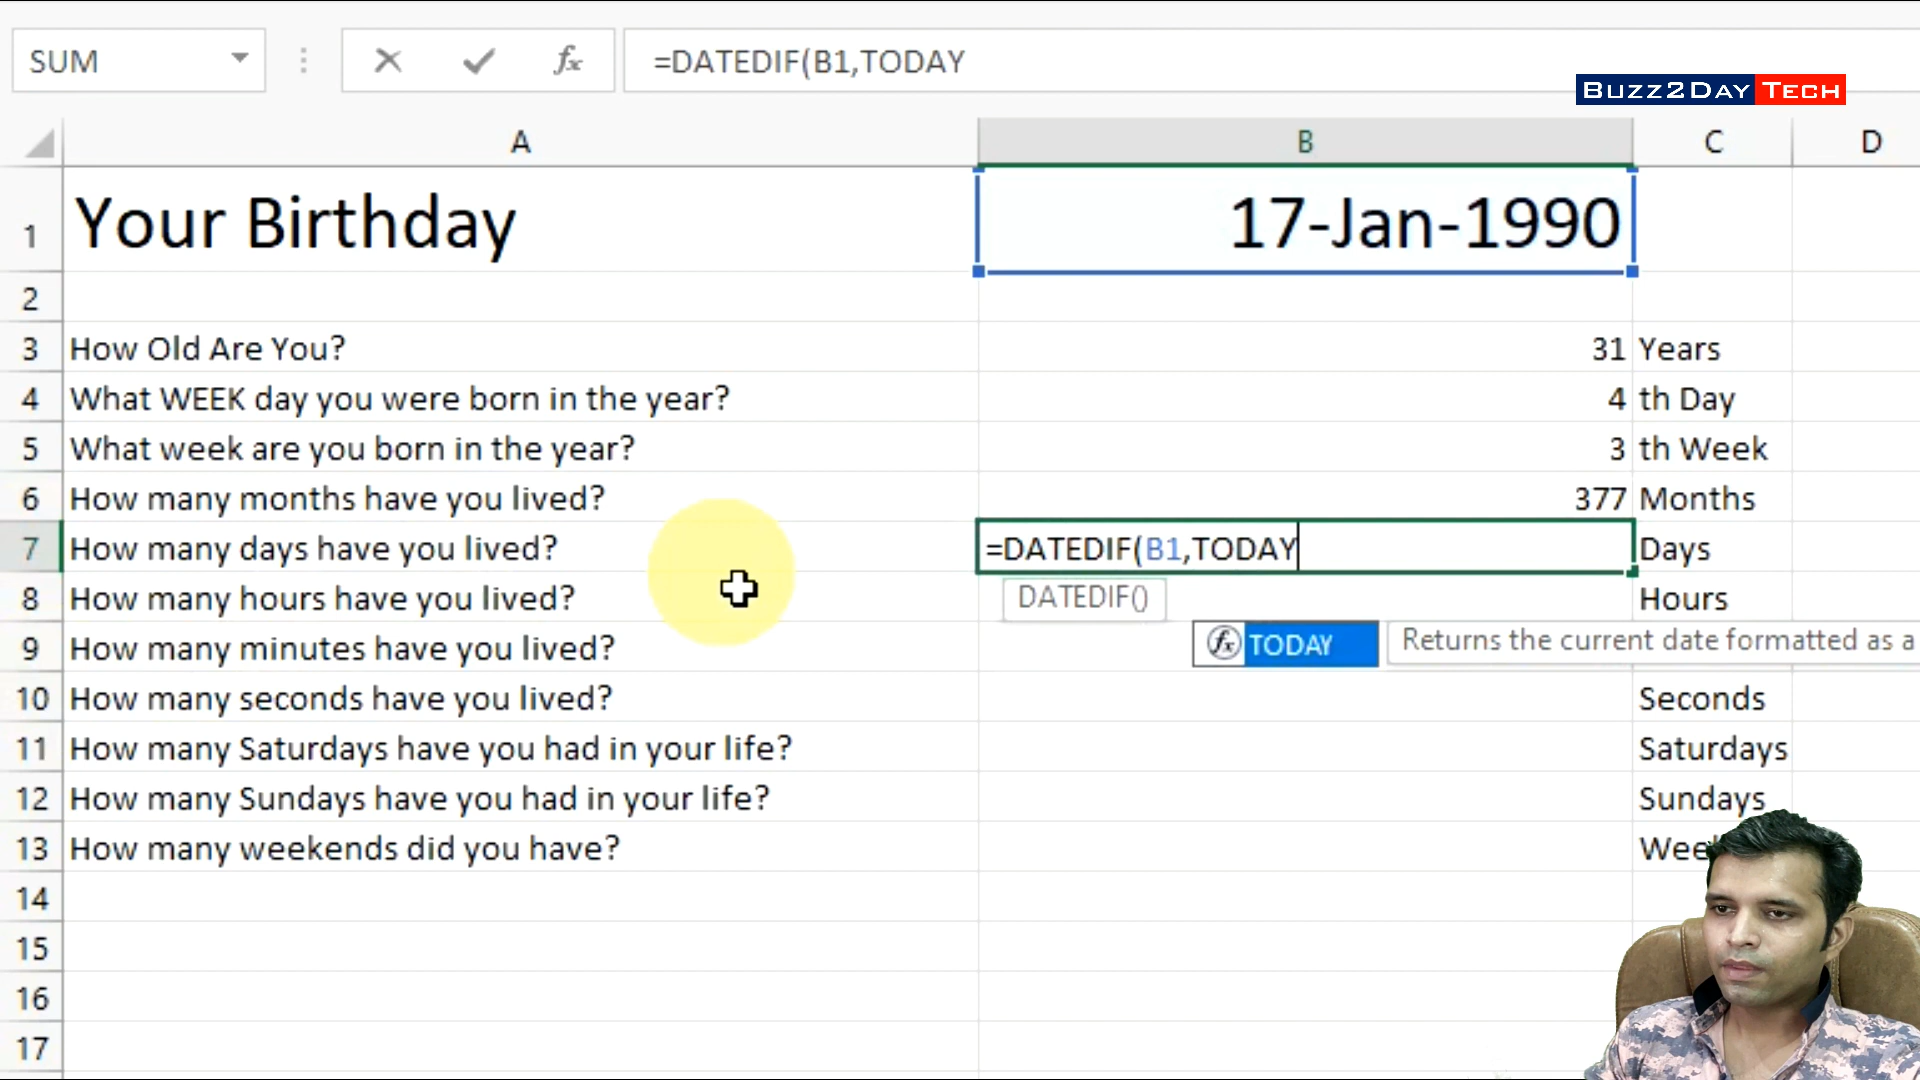 SUM
fx
=DATEDIF(B1,TODAY
Buzz2Day Tech
A B C D
1 Your Birthday 17-Jan-1990
2
3 How Old Are You? 31 Years
4 What WEEK day you were born in the year? 4 th Day
5 What week are you born in the year? 3 th Week
6 How many months have you lived? 377 Months
7 How many days have you lived? =DATEDIF(B1,TODAY Days
DATEDIF()
8 How many hours have you lived? Hours
fx TODAY Returns the current date formatted as a
9 How many minutes have you lived?
10 How many seconds have you lived? Seconds
11 How many Saturdays have you had in your life? Saturdays
12 How many Sundays have you had in your life? Sundays
13 How many weekends did you have?
14
15
16
17